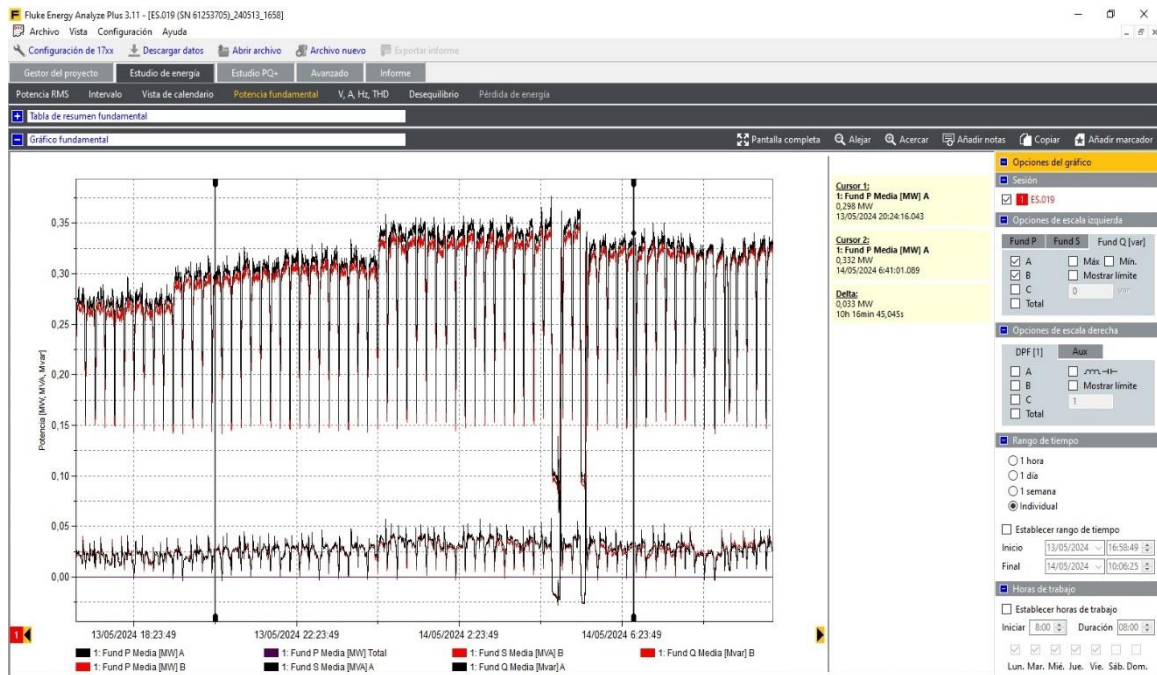 Fluke Energy Analyze Plus 3.11 - [ES.019 (SN 61253705)_240513_1658]
Archivo Vista Configuración Ayuda
Configuración de 17xx Descargar datos Abrir archivo Archivo nuevo Exportar informe
Gestor del proyecto Estudio de energía Estudio PQ+ Avanzado Informe
Potencia RMS Intervalo Vista de calendario Potencia fundamental V, A, Hz, THD Desequilibrio Pérdida de energía
Tabla de resumen fundamental
Gráfico fundamental Pantalla completa Alejar Acercar Añadir notas Copiar Añadir marcador
Potencia [MW, MVA, Mvar]
0,35
0,30
0,25
0,20
0,15
0,10
0,05
0,00
13/05/2024 18:23:49 13/05/2024 22:23:49 14/05/2024 2:23:49 14/05/2024 6:23:49
1
1: Fund P Media [MW] A 1: Fund P Media [MW] Total 1: Fund S Media [MVA] B 1: Fund Q Media [Mvar] B
1: Fund P Media [MW] B 1: Fund S Media [MVA] A 1: Fund Q Media [Mvar] A
Cursor 1:
1: Fund P Media [MW] A
0,298 MW
13/05/2024 20:24:16.043
Cursor 2:
1: Fund P Media [MW] A
0,332 MW
14/05/2024 6:41:01.089
Delta:
0,033 MW
10h 16min 45,045s
Opciones del gráfico
Sesión
1 ES.019
Opciones de escala izquierda
Fund P Fund S Fund Q [var]
A Máx Mín.
B Mostrar límite
C 0 var
Total
Opciones de escala derecha
DPF [1] Aux
A
B Mostrar límite
C 1
Total
Rango de tiempo
1 hora
1 día
1 semana
Individual
Establecer rango de tiempo
Inicio 13/05/2024 16:58:49
Final 14/05/2024 10:06:25
Horas de trabajo
Establecer horas de trabajo
Iniciar 8:00 Duración 08:00
Lun. Mar. Mié. Jue. Vie. Sáb. Dom.